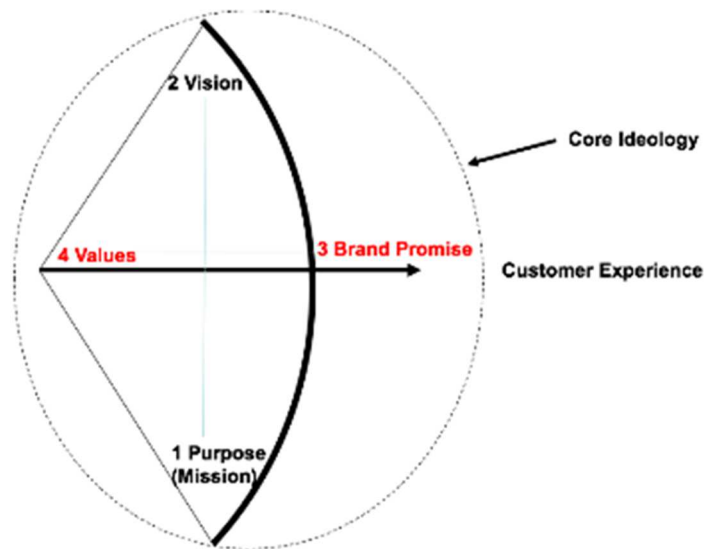 2 Vision
Core Ideology
4 Values
3 Brand Promise
Customer Experience
1 Purpose
(Mission)